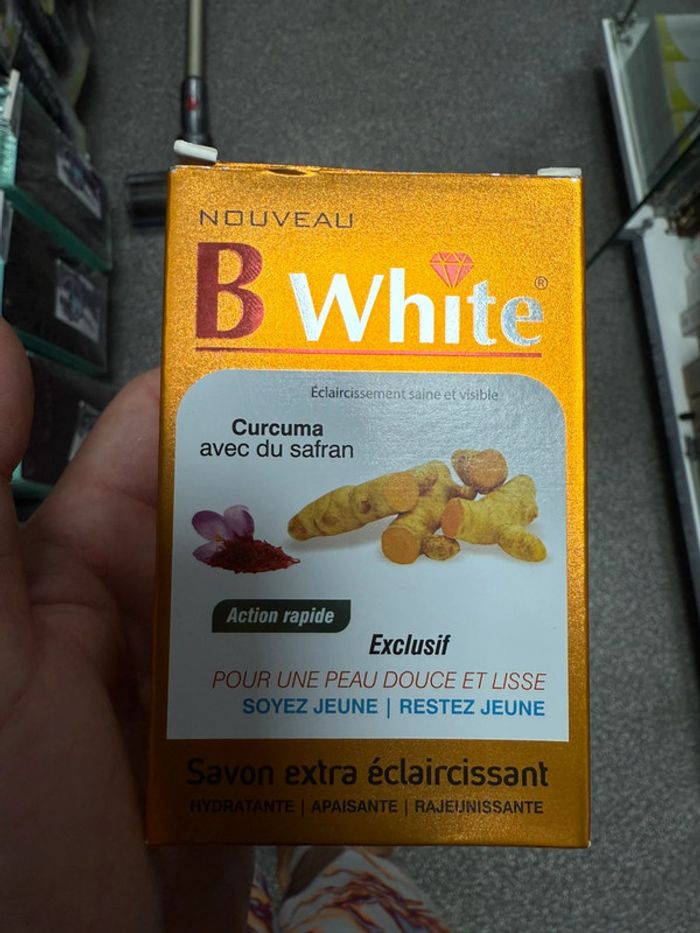 NOUVEAU
B White®
Éclaircissement saine et visible
Curcuma
avec du safran
Action rapide
Exclusif
POUR UNE PEAU DOUCE ET LISSE
SOYEZ JEUNE | RESTEZ JEUNE
Savon extra éclaircissant
HYDRATANTE | APAISANTE | RAJEUNISSANTE